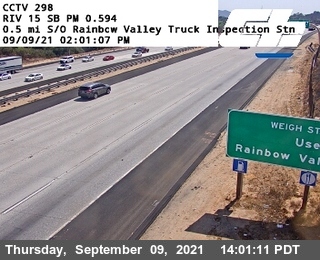 CCTV 298
RIV 15 SB PM 0.594
0.5 mi S/O Rainbow Valley Truck Inspection Stn
09/09/21 02:01:07 PM
WEIGH ST
Use
Rainbow Val
Thursday, September 09, 2021 14:01:11 PDT